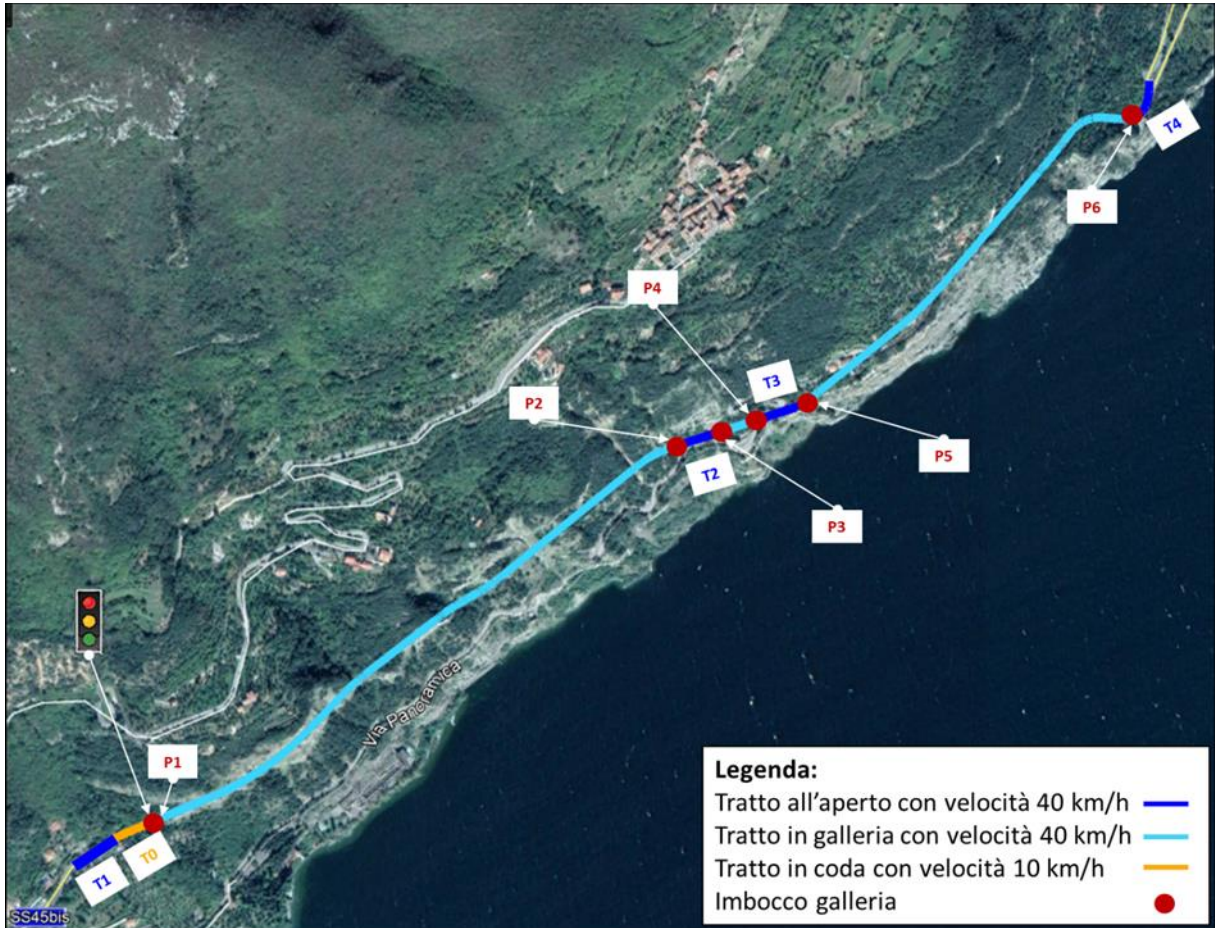 P6
T4
P4
T3
P2
T2
P5
P3
Via Panoramica
P1
T0
T1
SS45bis
Legenda:
Tratto all'aperto con velocità 40 km/h
Tratto in galleria con velocità 40 km/h
Tratto in coda con velocità 10 km/h
Imbocco galleria